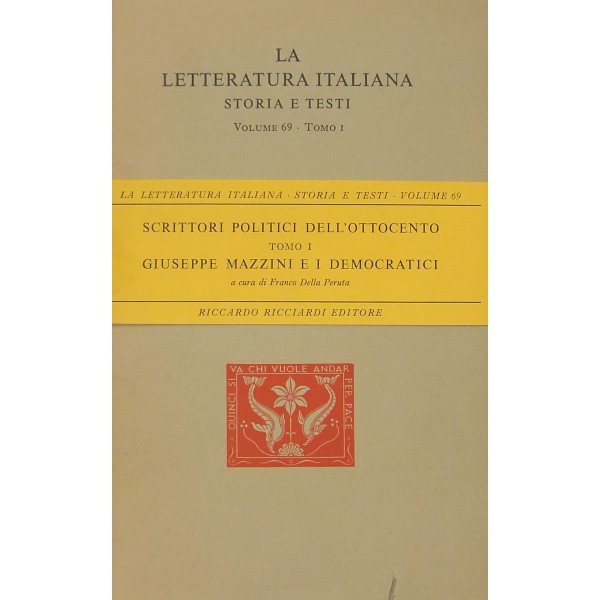 LA
LETTERATURA ITALIANA
STORIA E TESTI
VOLUME 69 · TOMO I
LA LETTERATURA ITALIANA · STORIA E TESTI · VOLUME 69
SCRITTORI POLITICI DELL'OTTOCENTO
TOMO I
GIUSEPPE MAZZINI E I DEMOCRATICI
a cura di Franco Della Peruta
RICCARDO RICCIARDI EDITORE
QUINCI SI VA CHI VUOLE ANDAR PER PACE